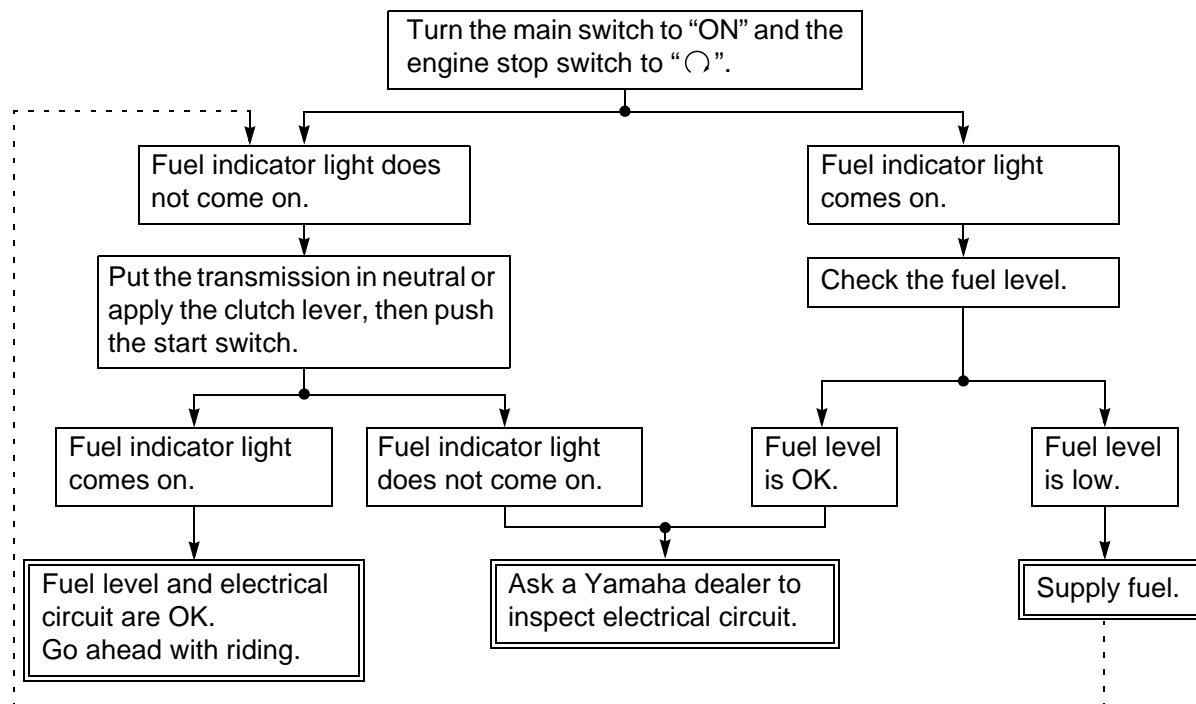 Turn the main switch to “ON” and the
engine stop switch to “ ”.
Fuel indicator light does
not come on.
Fuel indicator light
comes on.
Put the transmission in neutral or
apply the clutch lever, then push
the start switch.
Check the fuel level.
Fuel indicator light
comes on.
Fuel indicator light
does not come on.
Fuel level
is OK.
Fuel level
is low.
Fuel level and electrical
circuit are OK.
Go ahead with riding.
Ask a Yamaha dealer to
inspect electrical circuit.
Supply fuel.